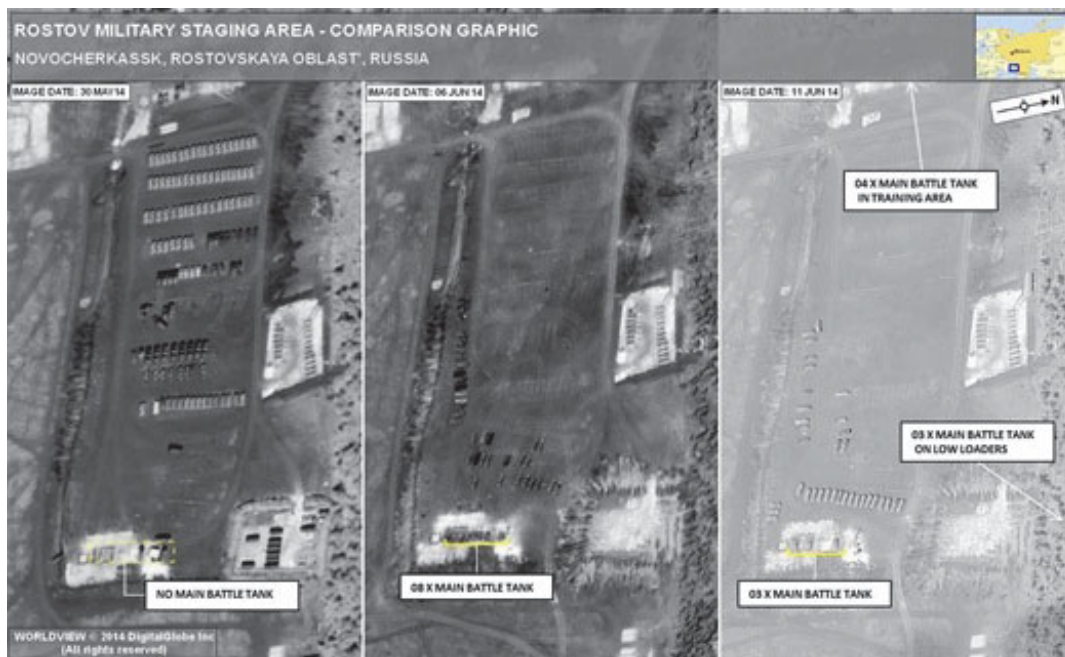 ROSTOV MILITARY STAGING AREA - COMPARISON GRAPHIC
NOVOCHERKASSK, ROSTOVSKAYA OBLAST', RUSSIA
IMAGE DATE: 30 MAY14
IMAGE DATE: 06 JUN 14
IMAGE DATE: 11 JUN 14
N
04 X MAIN BATTLE TANK
IN TRAINING AREA
03 X MAIN BATTLE TANK
ON LOW LOADERS
NO MAIN BATTLE TANK
08 X MAIN BATTLE TANK
03 X MAIN BATTLE TANK
WORLDVIEW © 2014 DigitalGlobe Inc
(All rights reserved)